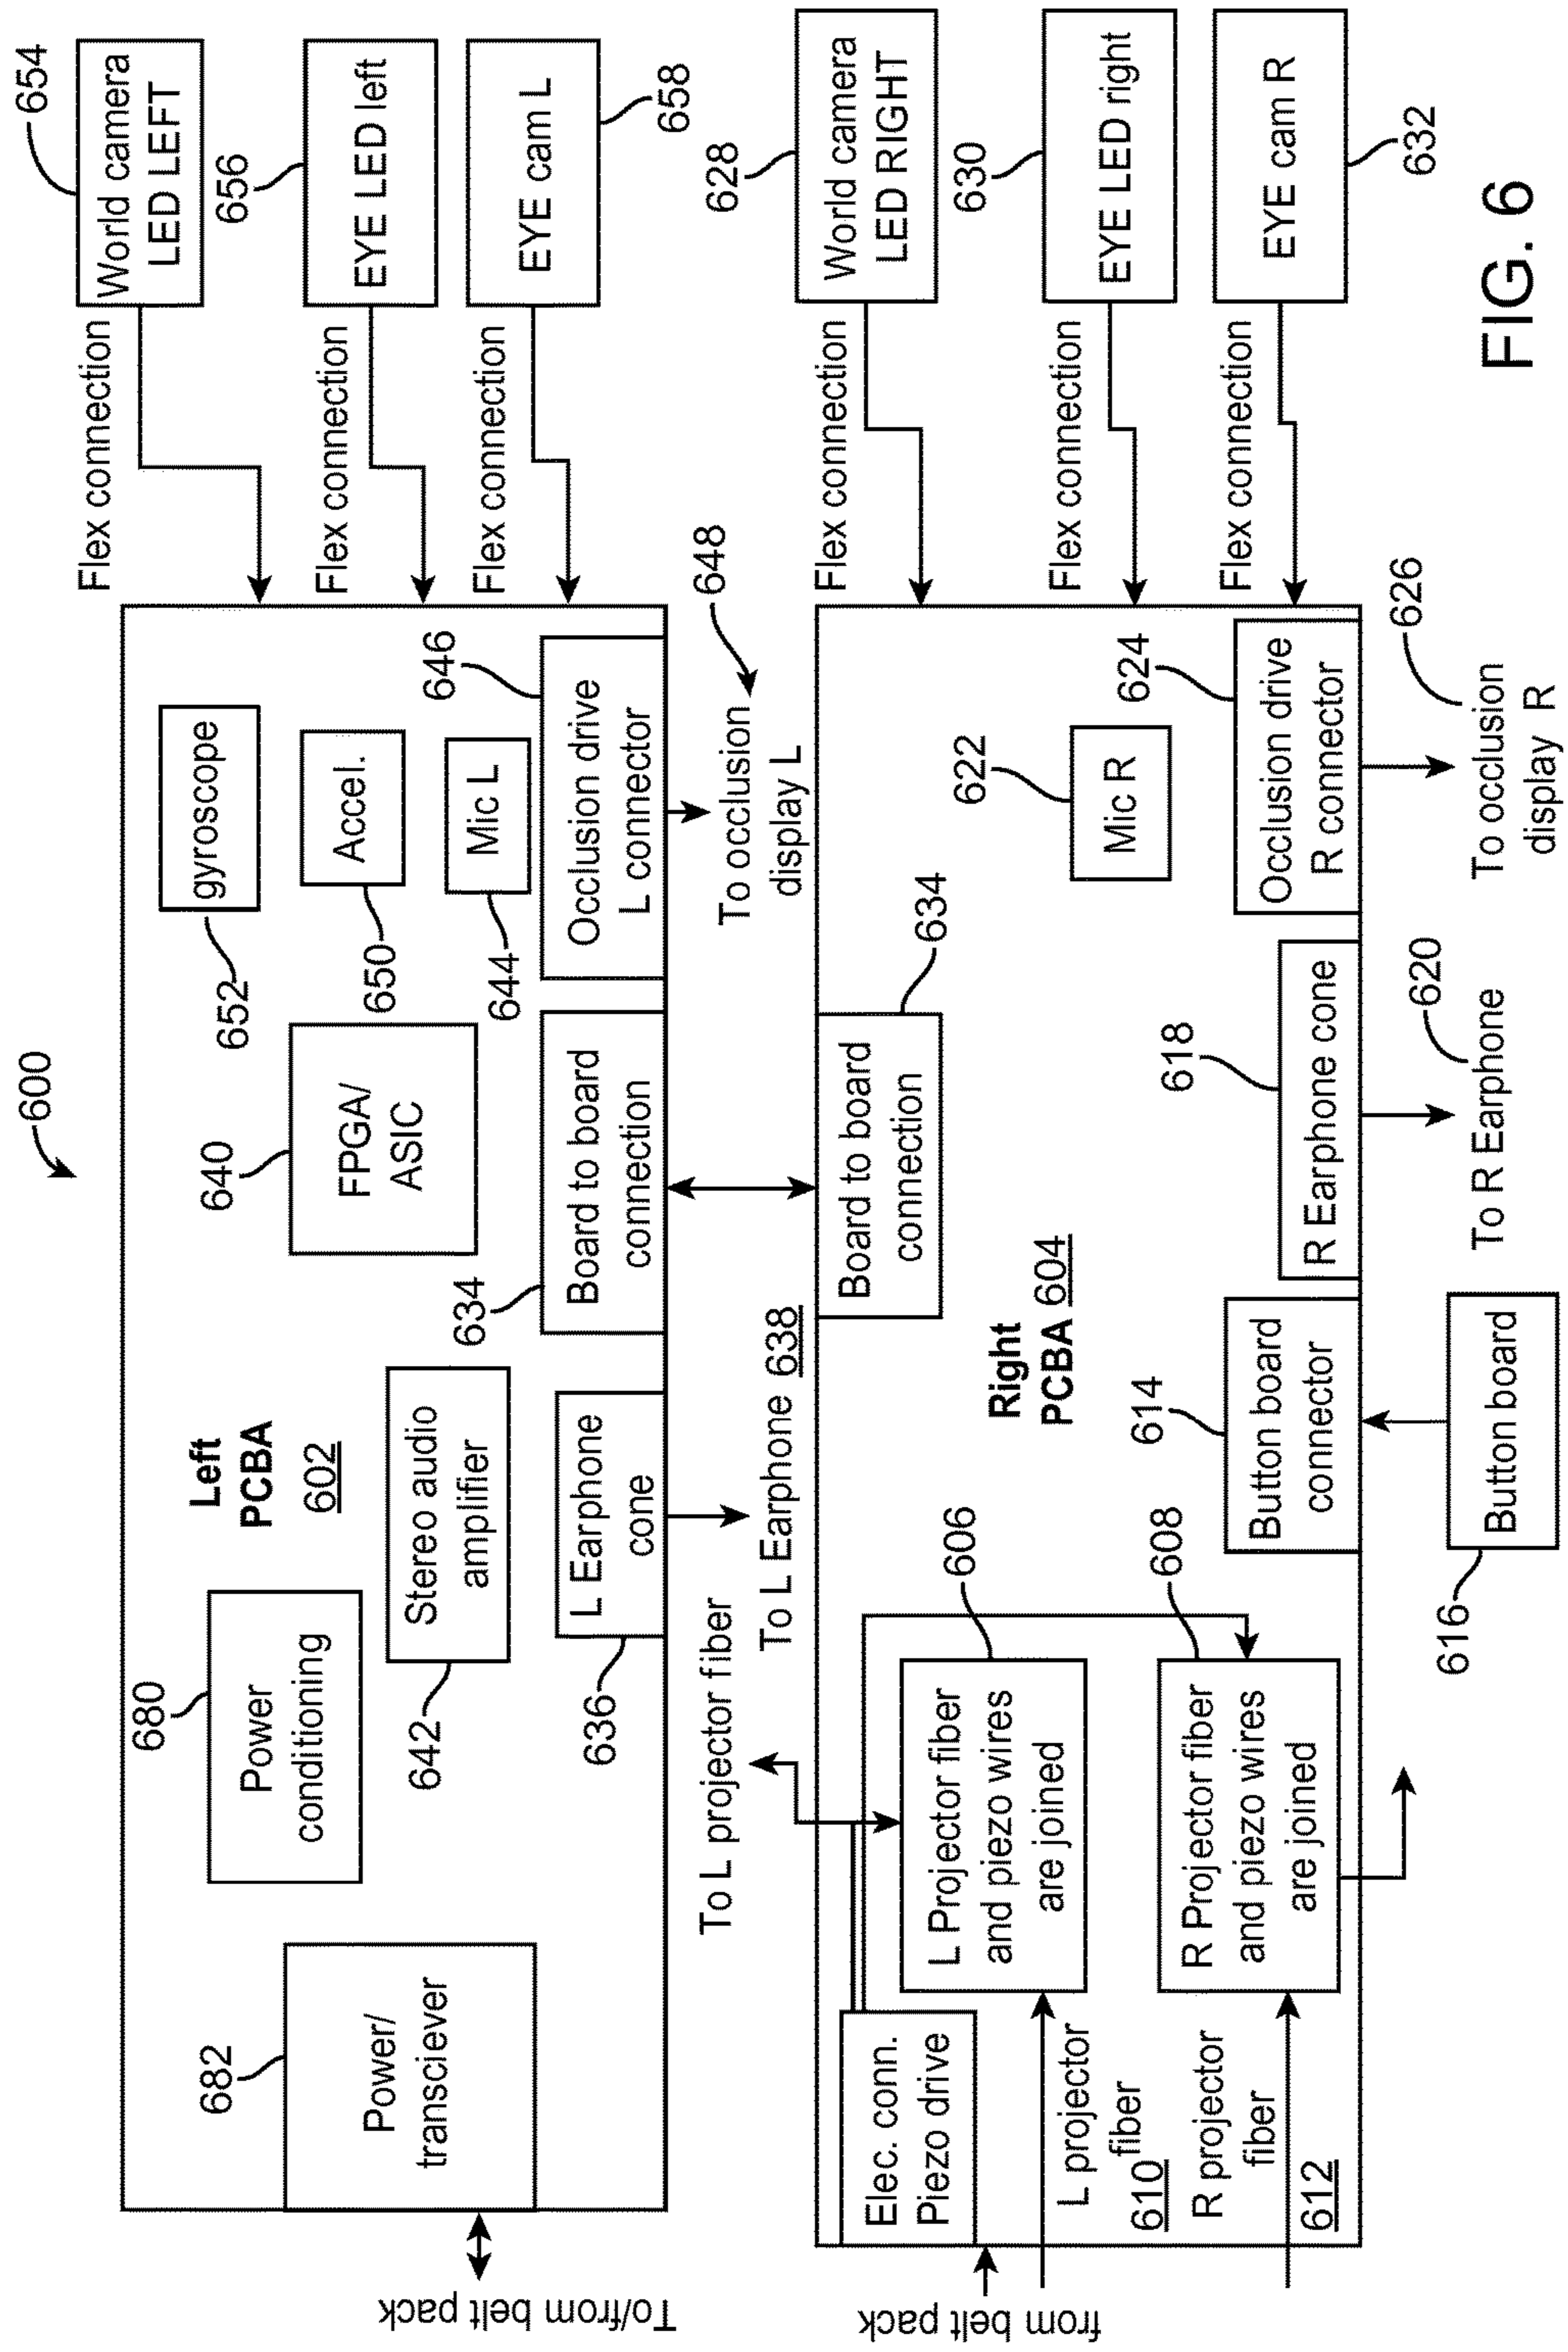 600
Left
PCBA
602
682
Power/
transciever
To/from belt pack
680
Power
conditioning
642
Stereo audio
amplifier
636
L Earphone
cone
To L Earphone 638
640
FPGA/
ASIC
634
Board to board
connection
652
gyroscope
650
Accel.
644
Mic L
646
Occlusion drive
L connector
648
To occlusion
display L
Flex connection
World camera
LED LEFT
654
Flex connection
EYE LED left
656
Flex connection
EYE cam L
658
To L projector fiber
Right
PCBA 604
Elec. conn.
Piezo drive
from belt pack
L projector
fiber
610
R projector
fiber
612
606
L Projector fiber
and piezo wires
are joined
608
R Projector fiber
and piezo wires
are joined
614
Button board
connector
616
Button board
634
Board to board
connection
618
R Earphone cone
620
To R Earphone
622
Mic R
624
Occlusion drive
R connector
626
To occlusion
display R
Flex connection
World camera
LED RIGHT
628
Flex connection
EYE LED right
630
Flex connection
EYE cam R
632
FIG. 6